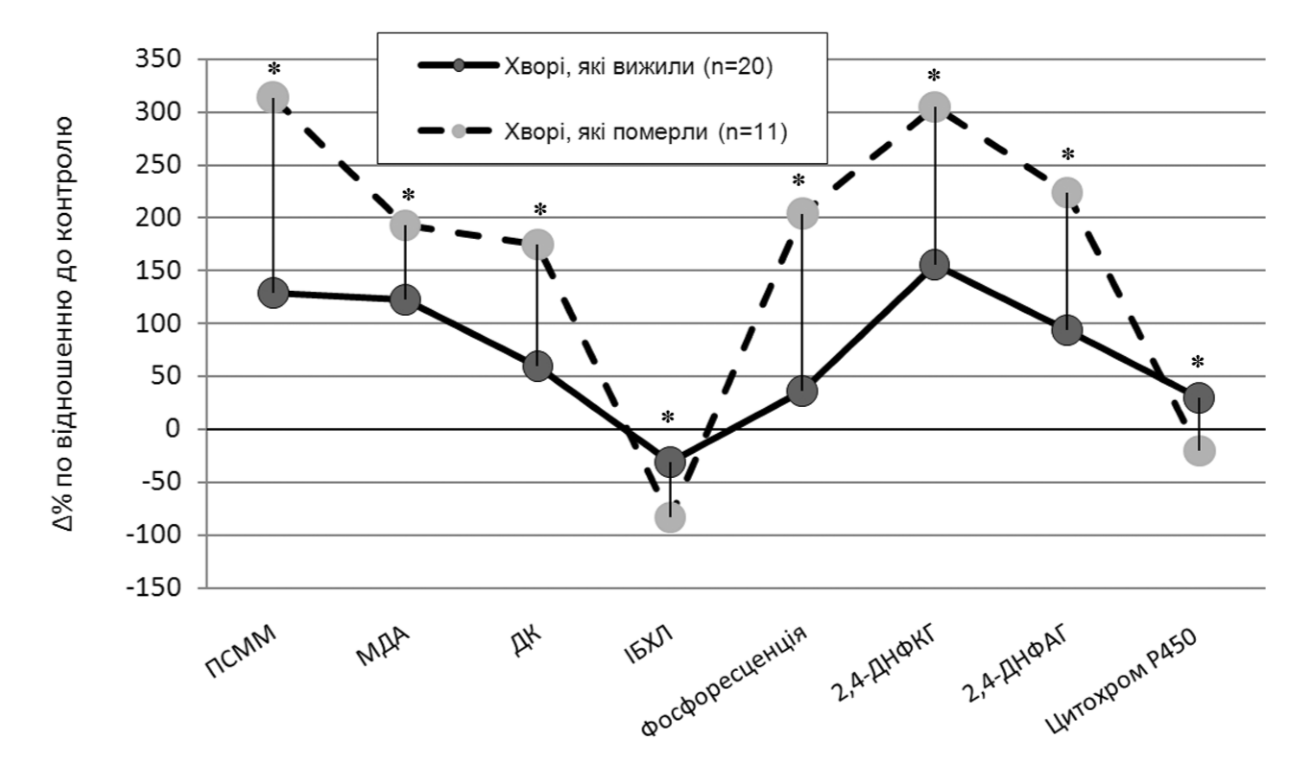 Хворі, які вижили (n=20)
Хворі, які померли (n=11)
Δ% по відношенню до контролю
350
300
250
200
150
100
50
0
-50
-100
-150
* * * * * * * *
ПСММ
МДА
ДК
ІБХЛ
Фосфоресценція
2,4-ДНФКГ
2,4-ДНФАГ
Цитохром P450